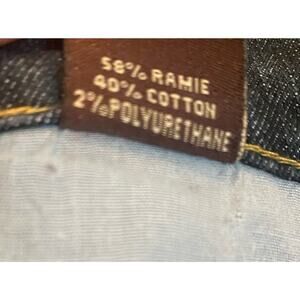 58% RAMIE
40% COTTON
2% POLYURETHANE